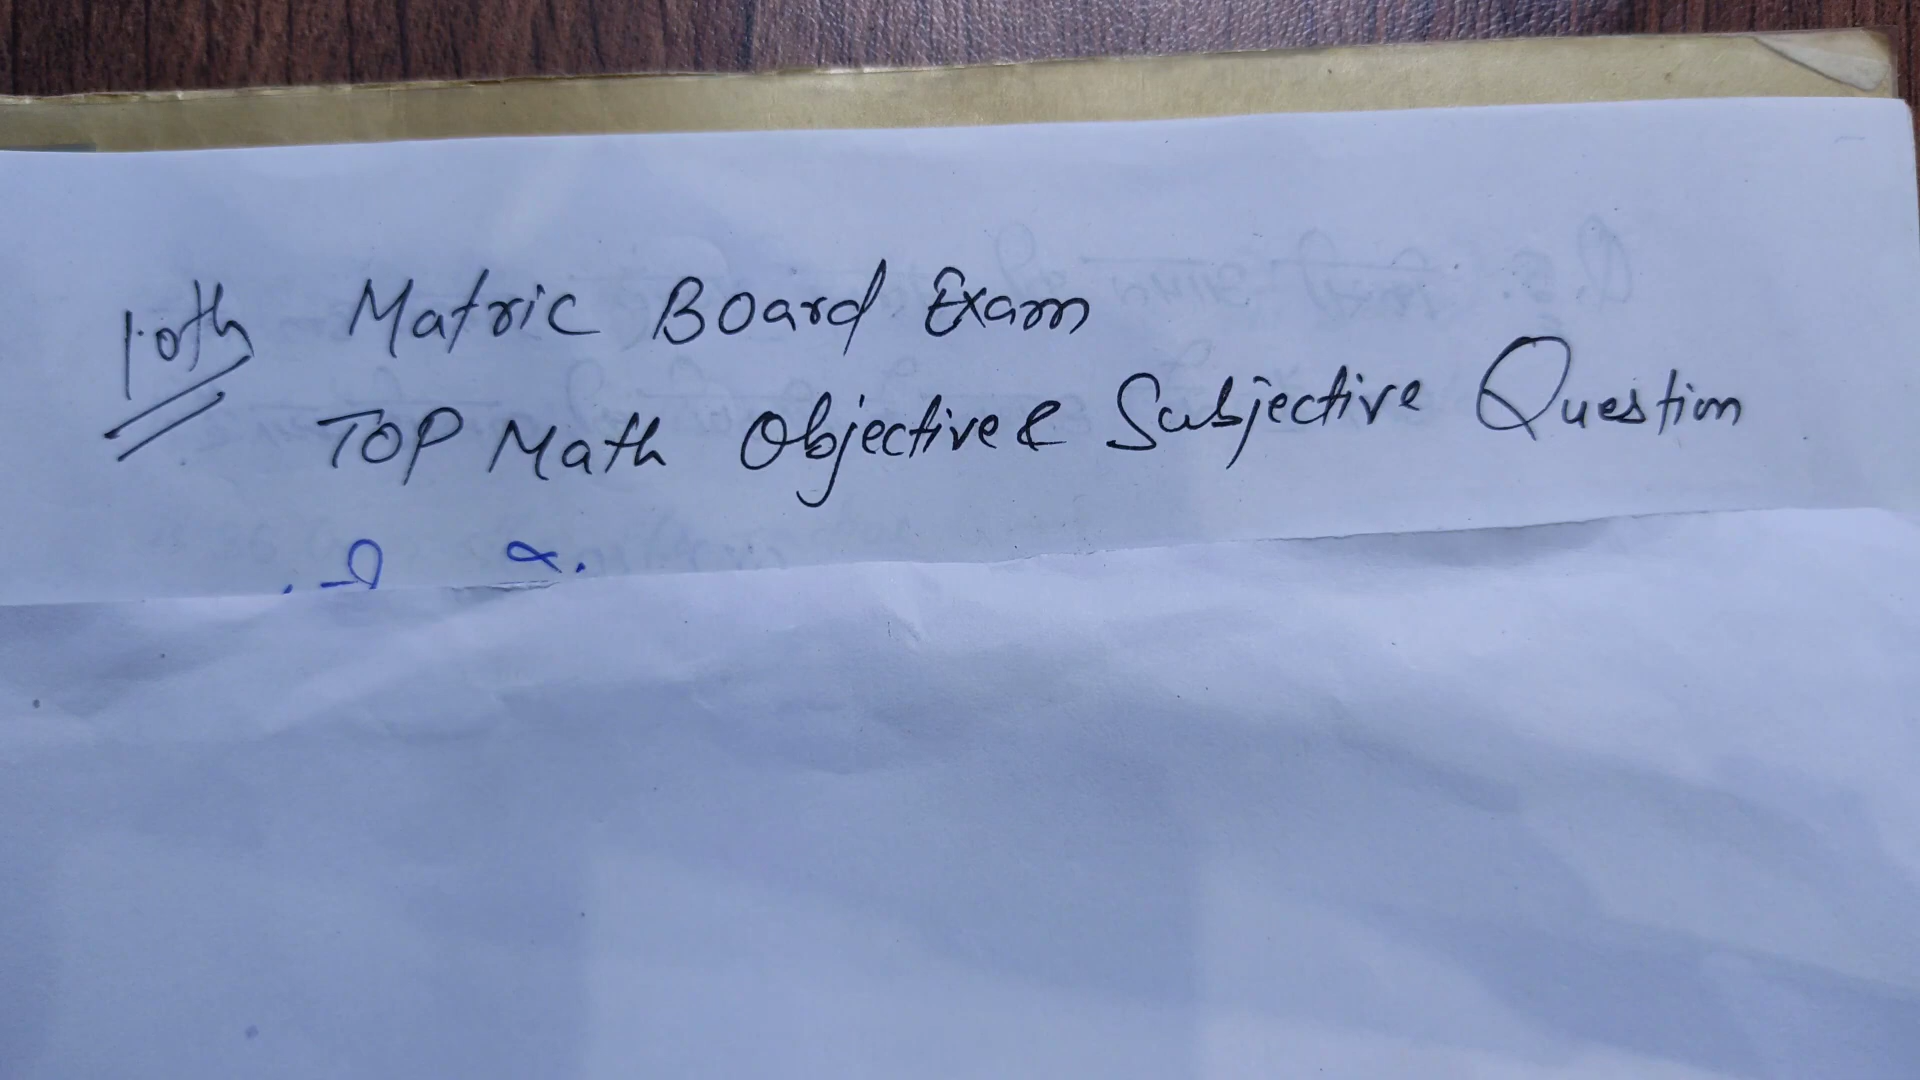 10th Matric Board Exam
TOP Math Objective & Subjective Question